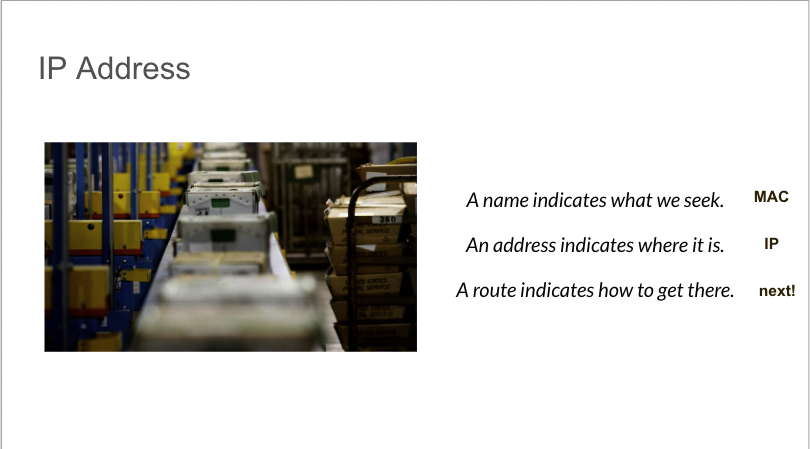 IP Address
A name indicates what we seek. MAC
An address indicates where it is. IP
A route indicates how to get there. next!
360